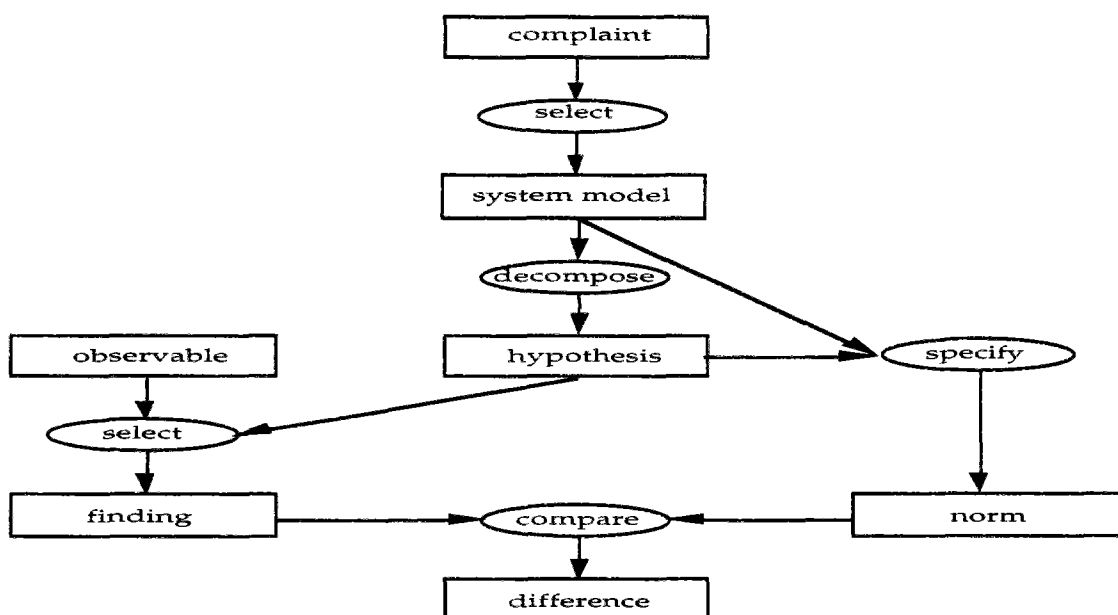 complaint
select
system model
decompose
observable
hypothesis
specify
select
finding
compare
norm
difference